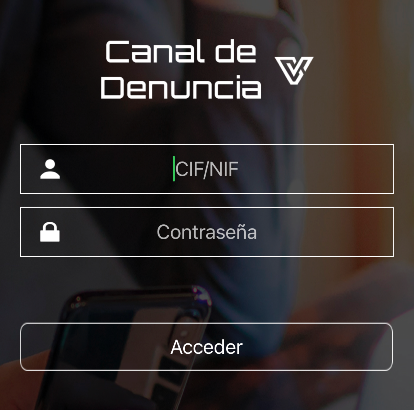 Canal de
Denuncia
CIF/NIF
Contraseña
Acceder